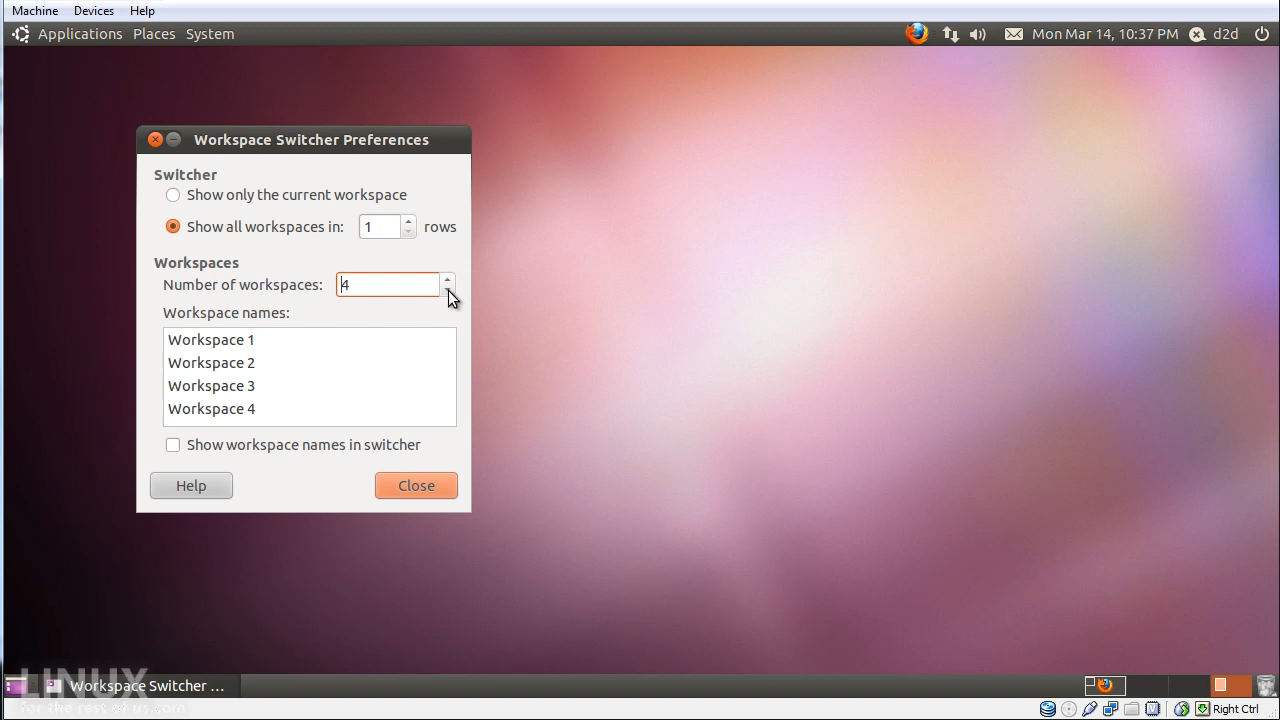 Machine Devices Help
Applications Places System Mon Mar 14, 10:37 PM d2d
Workspace Switcher Preferences
Switcher
Show only the current workspace
Show all workspaces in: 1 rows
Workspaces
Number of workspaces: 4
Workspace names:
Workspace 1
Workspace 2
Workspace 3
Workspace 4
Show workspace names in switcher
Help Close
LINUX
Workspace Switcher ...
for the rest of us.com
Right Ctrl